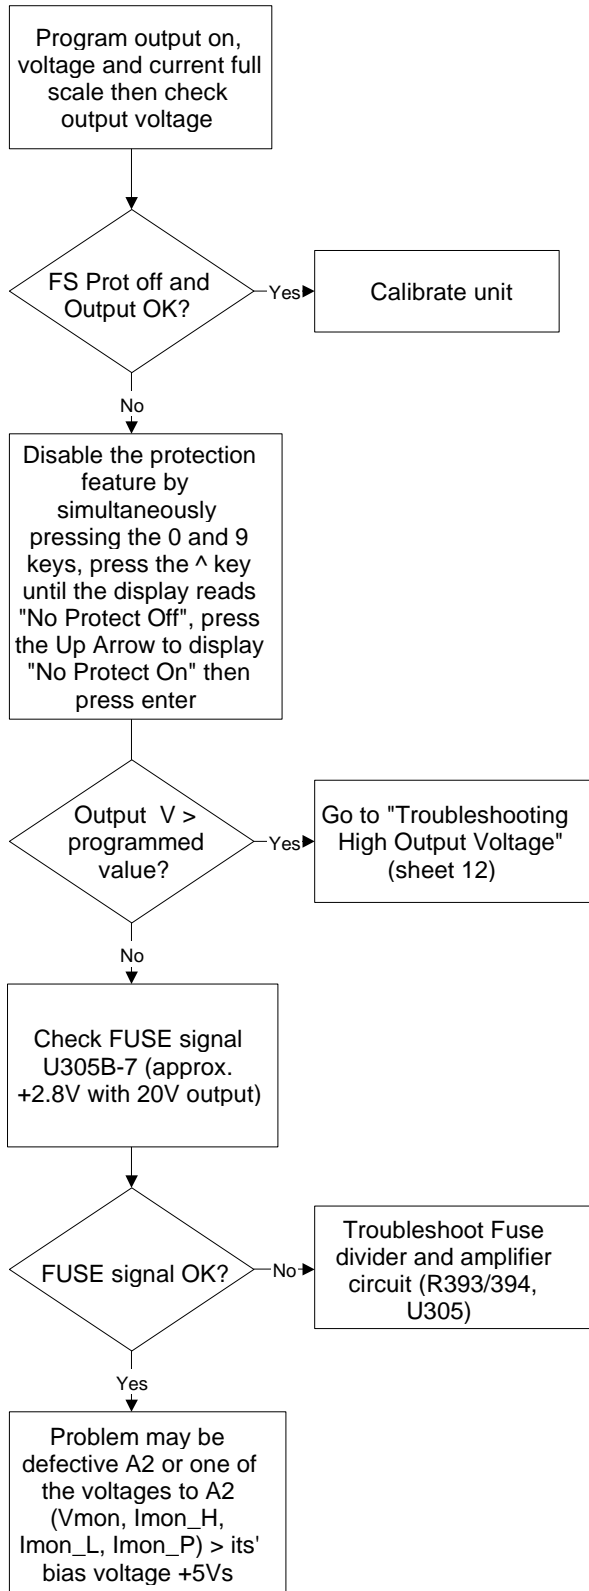 Program output on,
voltage and current full
scale then check
output voltage
FS Prot off and
Output OK?
Yes
Calibrate unit
No
Disable the protection
feature by
simultaneously
pressing the 0 and 9
keys, press the ^ key
until the display reads
"No Protect Off", press
the Up Arrow to display
"No Protect On" then
press enter
Output V >
programmed
value?
Yes
Go to "Troubleshooting
High Output Voltage"
(sheet 12)
No
Check FUSE signal
U305B-7 (approx.
+2.8V with 20V output)
FUSE signal OK?
No
Troubleshoot Fuse
divider and amplifier
circuit (R393/394,
U305)
Yes
Problem may be
defective A2 or one of
the voltages to A2
(Vmon, Imon_H,
Imon_L, Imon_P) > its'
bias voltage +5Vs